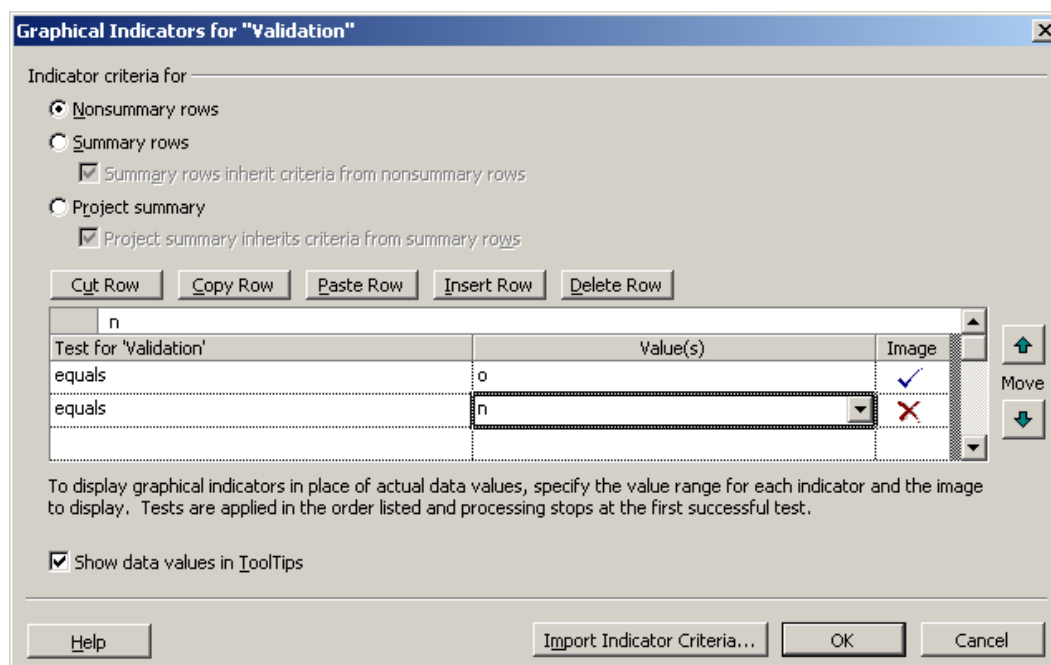 Graphical Indicators for "Validation"
Indicator criteria for
Nonsummary rows
Summary rows
Summary rows inherit criteria from nonsummary rows
Project summary
Project summary inherits criteria from summary rows
Cut Row Copy Row Paste Row Insert Row Delete Row
n
Test for 'Validation' Value(s) Image
equals o
Move
equals n
To display graphical indicators in place of actual data values, specify the value range for each indicator and the image
to display. Tests are applied in the order listed and processing stops at the first successful test.
Show data values in ToolTips
Help Import Indicator Criteria... OK Cancel